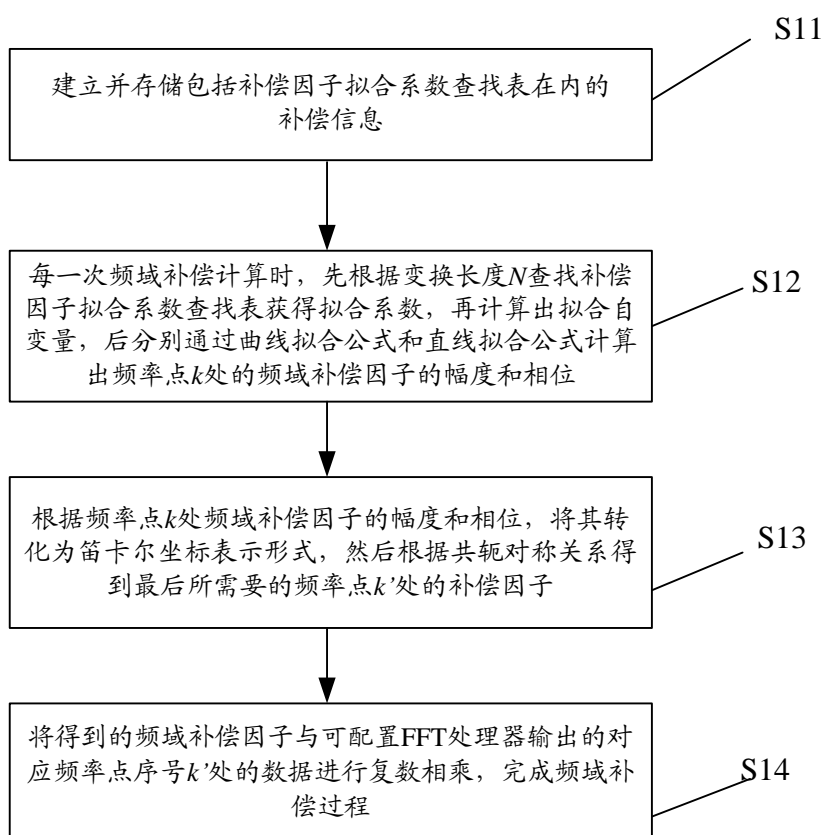 S11
建立并存储包括补偿因子拟合系数查找表在内的
补偿信息
每一次频域补偿计算时，先根据变换长度N查找补偿
因子拟合系数查找表获得拟合系数，再计算出拟合自
变量，后分别通过曲线拟合公式和直线拟合公式计算
出频率点k处的频域补偿因子的幅度和相位
S12
根据频率点k处频域补偿因子的幅度和相位，将其转
化为笛卡尔坐标表示形式，然后根据共轭对称关系得
到最后所需要的频率点k’处的补偿因子
S13
将得到的频域补偿因子与可配置FFT处理器输出的对
应频率点序号k’处的数据进行复数相乘，完成频域补
偿过程
S14